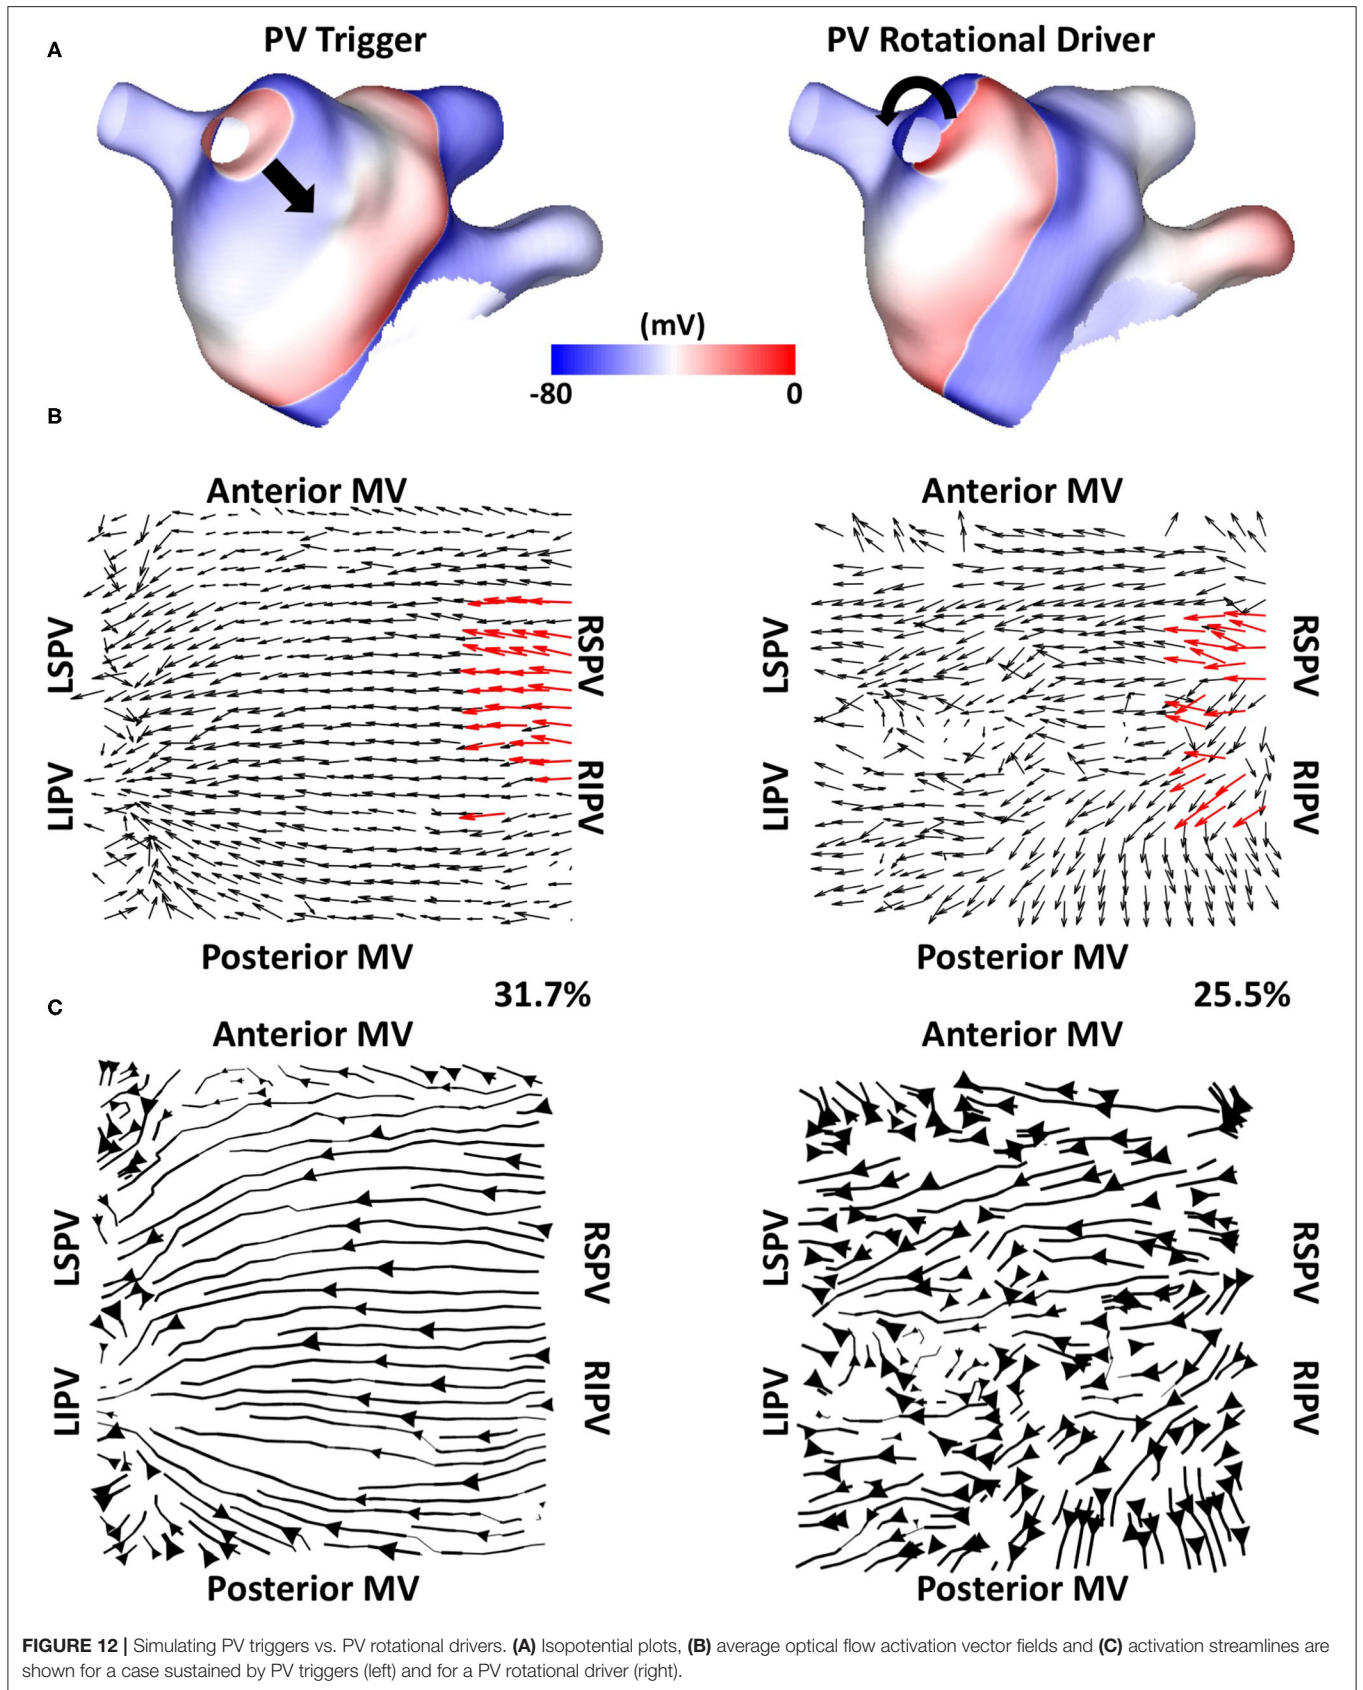 A
PV Trigger
PV Rotational Driver
(mV)
-80
0
B
Anterior MV
Anterior MV
LSPV
RSPV
LSPV
RSPV
LIPV
RIPV
LIPV
RIPV
Posterior MV
Posterior MV
31.7%
25.5%
C
Anterior MV
Anterior MV
LSPV
RSPV
LSPV
RSPV
LIPV
RIPV
LIPV
RIPV
Posterior MV
Posterior MV
FIGURE 12 | Simulating PV triggers vs. PV rotational drivers. (A) Isopotential plots, (B) average optical flow activation vector fields and (C) activation streamlines are
shown for a case sustained by PV triggers (left) and for a PV rotational driver (right).